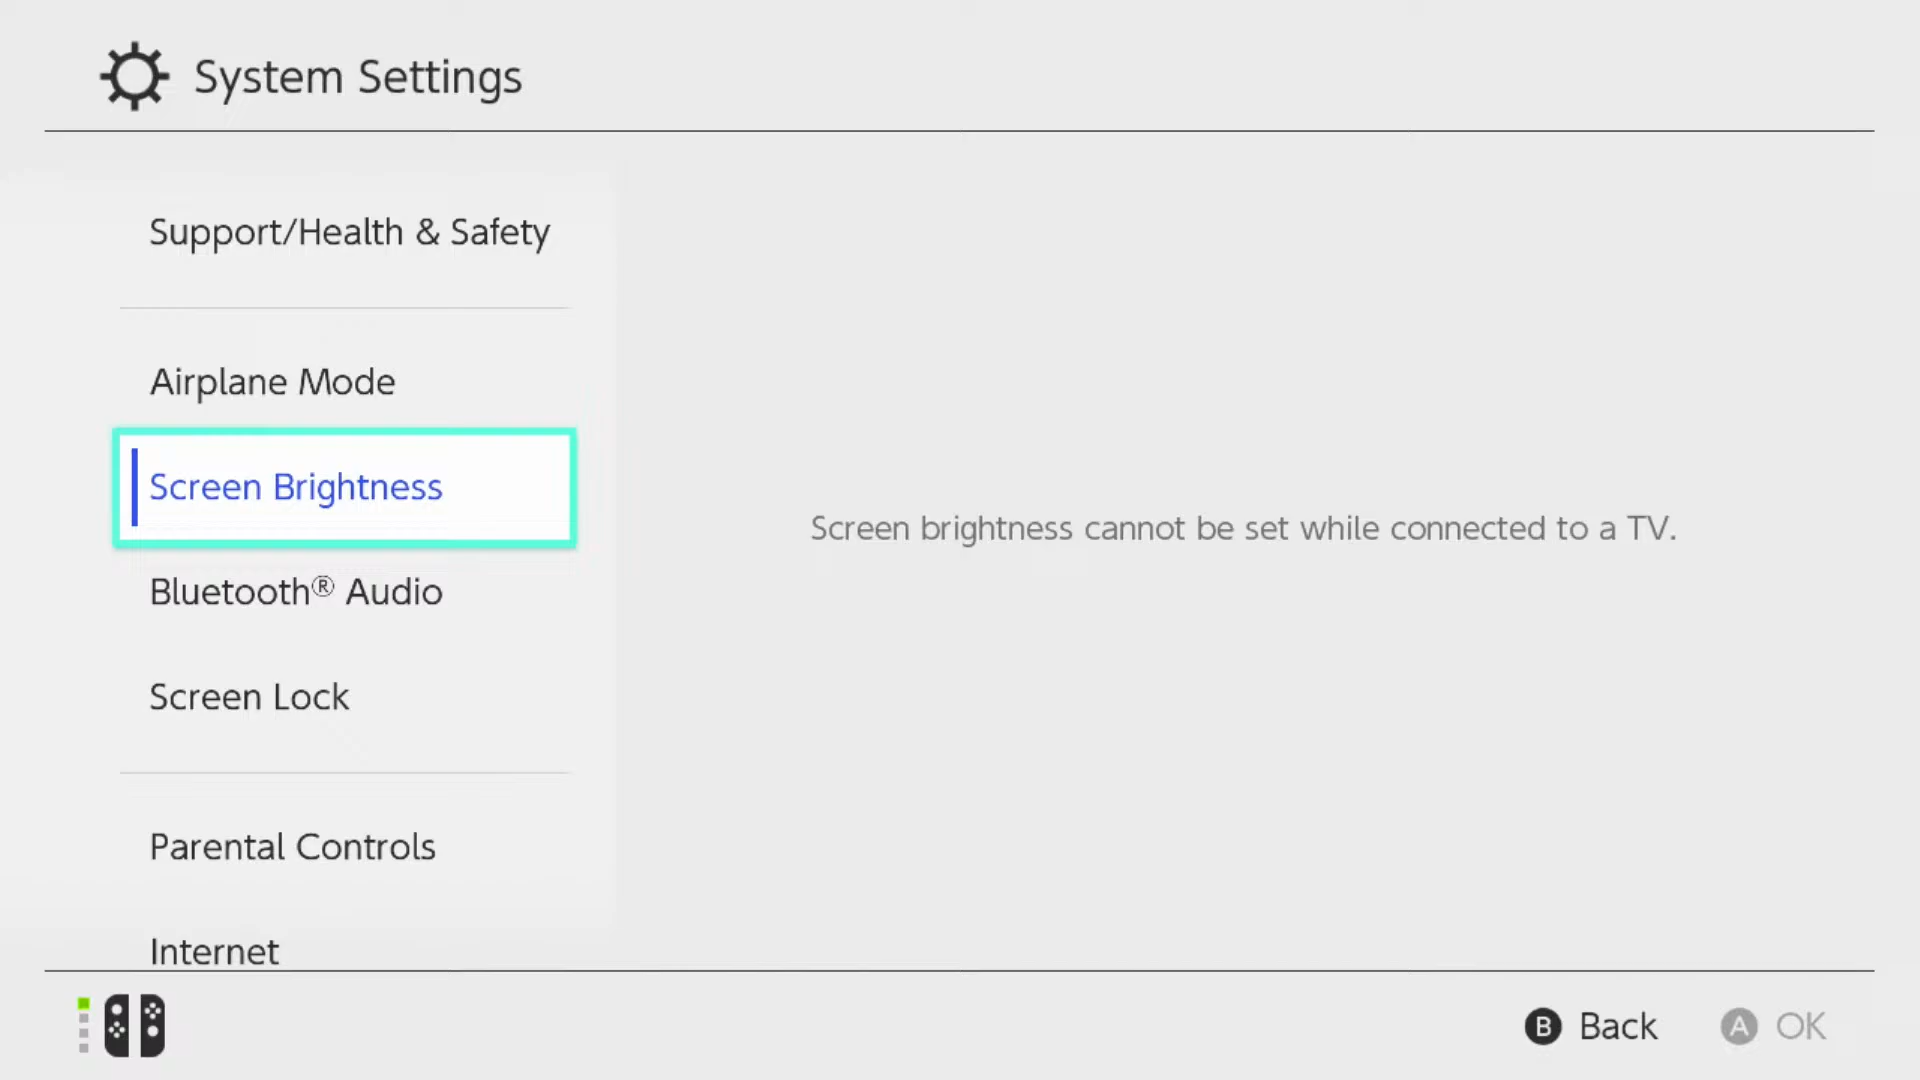 System Settings
Support/Health & Safety
Airplane Mode
Screen Brightness
Screen brightness cannot be set while connected to a TV.
Bluetooth® Audio
Screen Lock
Parental Controls
Internet
B Back A OK